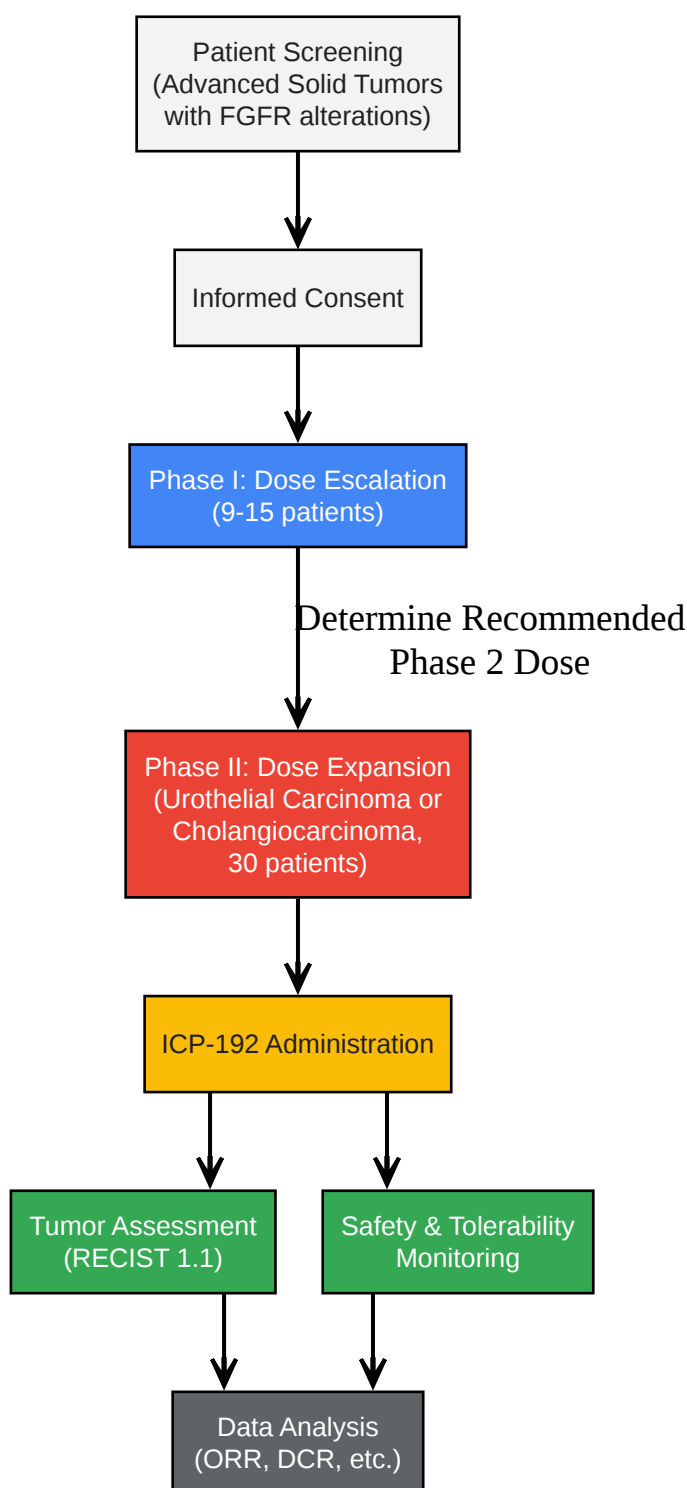 Patient Screening
(Advanced Solid Tumors
with FGFR alterations)
Informed Consent
Phase I: Dose Escalation
(9-15 patients)
Determine Recommended
Phase 2 Dose
Phase II: Dose Expansion
(Urothelial Carcinoma or
Cholangiocarcinoma,
30 patients)
ICP-192 Administration
Tumor Assessment
(RECIST 1.1)
Safety & Tolerability
Monitoring
Data Analysis
(ORR, DCR, etc.)